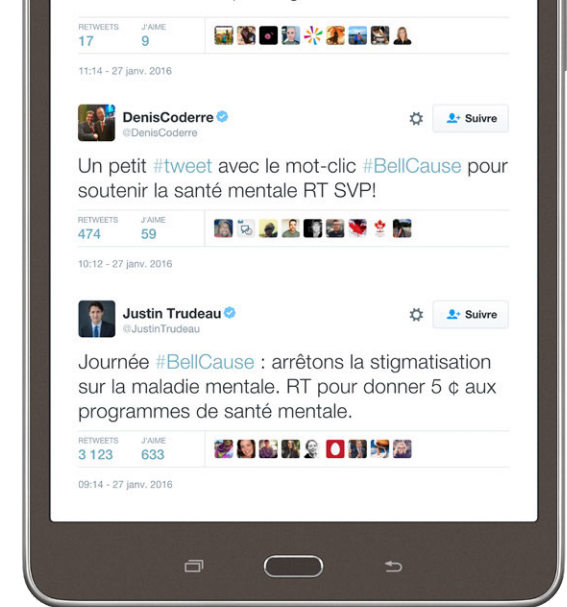 RETWEETS J'AIME
17 9
11:14 - 27 janv. 2016
DenisCoderre
@DenisCoderre
Suivre
Un petit #tweet avec le mot-clic #BellCause pour
soutenir la santé mentale RT SVP!
RETWEETS J'AIME
474 59
10:12 - 27 janv. 2016
Justin Trudeau
@JustinTrudeau
Suivre
Journée #BellCause : arrêtons la stigmatisation
sur la maladie mentale. RT pour donner 5 ¢ aux
programmes de santé mentale.
RETWEETS J'AIME
3 123 633
09:14 - 27 janv. 2016